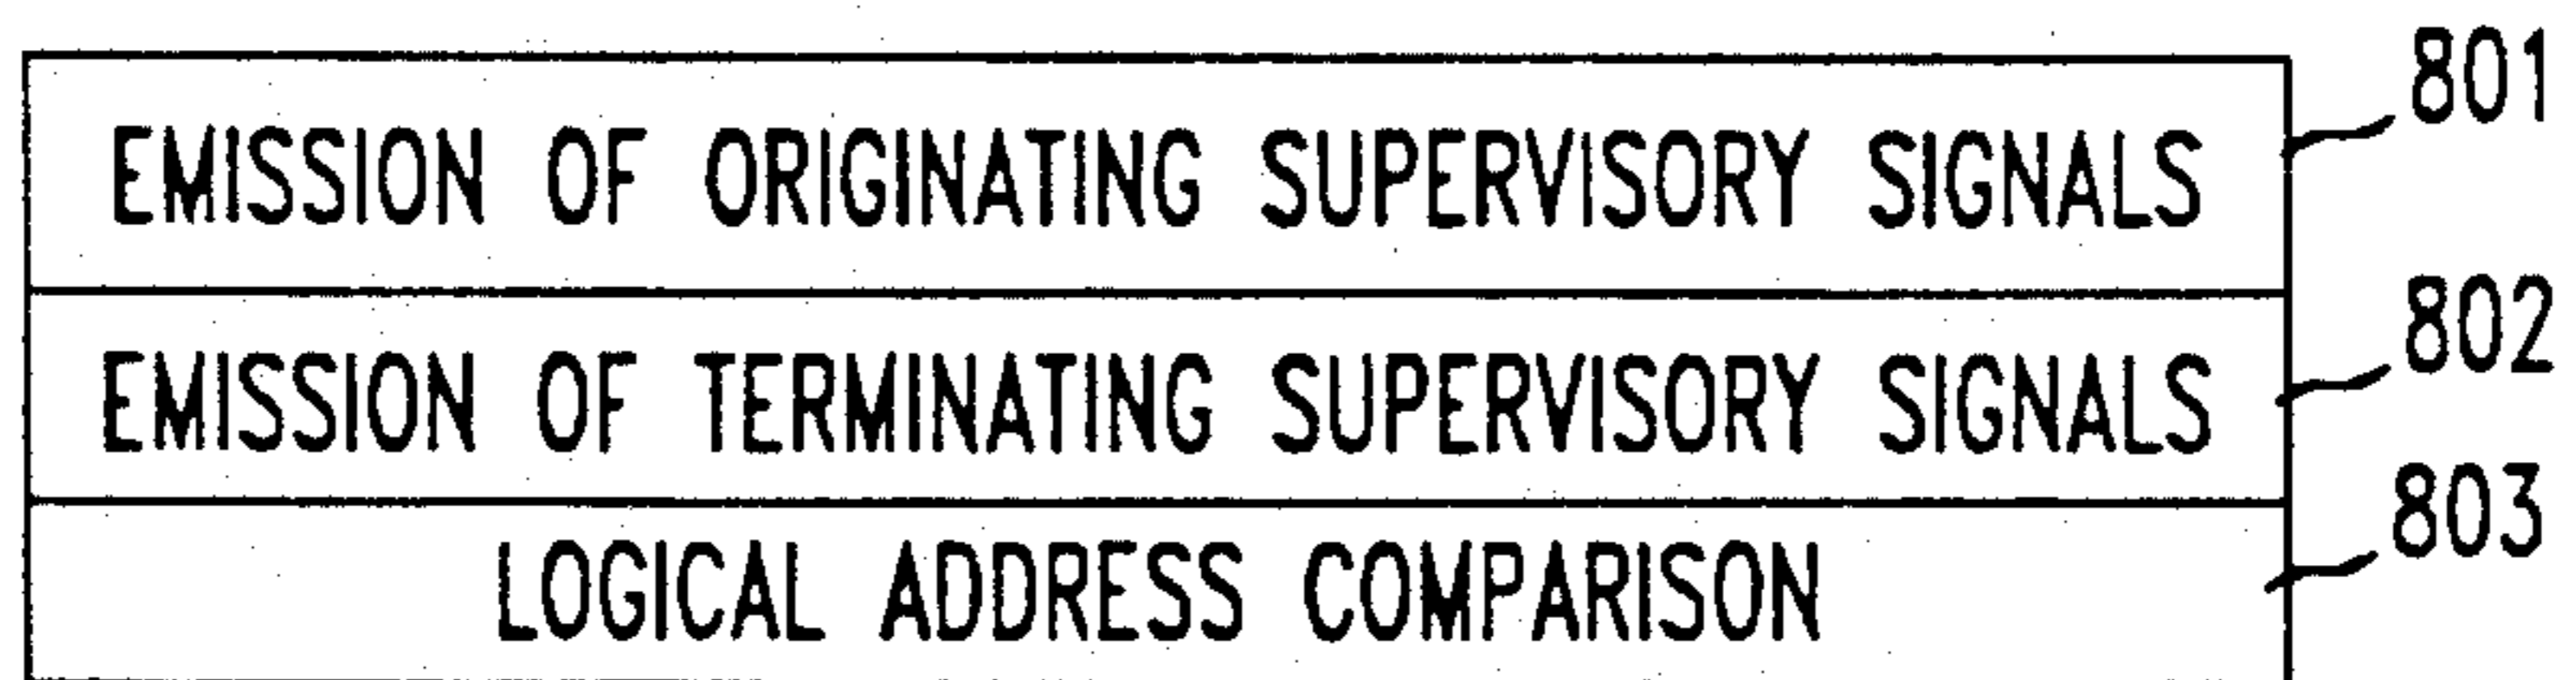 EMISSION OF ORIGINATING SUPERVISORY SIGNALS 801
EMISSION OF TERMINATING SUPERVISORY SIGNALS 802
LOGICAL ADDRESS COMPARISON 803